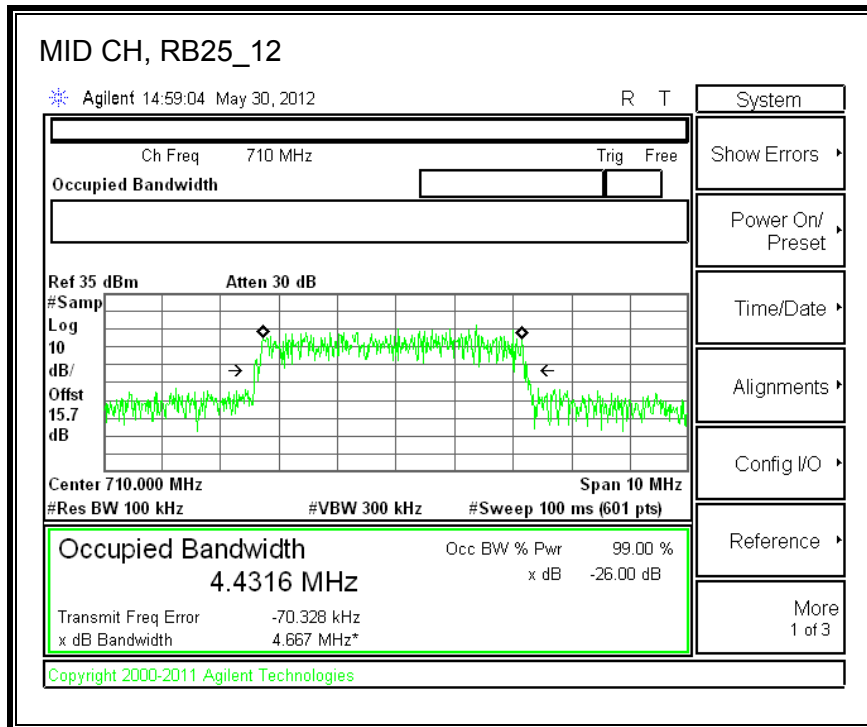 MID CH, RB25_12
Agilent 14:59:04 May 30, 2012 R T
System
Ch Freq 710 MHz Trig Free
Occupied Bandwidth
Show Errors
Power On/
Preset
Time/Date
Alignments
Config I/O
Reference
More
1 of 3
Ref 35 dBm Atten 30 dB
#Samp
Log
10
dB/
Offst
15.7
dB
Center 710.000 MHz Span 10 MHz
#Res BW 100 kHz #VBW 300 kHz #Sweep 100 ms (601 pts)
Occupied Bandwidth Occ BW % Pwr 99.00 %
4.4316 MHz x dB -26.00 dB
Transmit Freq Error -70.328 kHz
x dB Bandwidth 4.667 MHz*
Copyright 2000-2011 Agilent Technologies